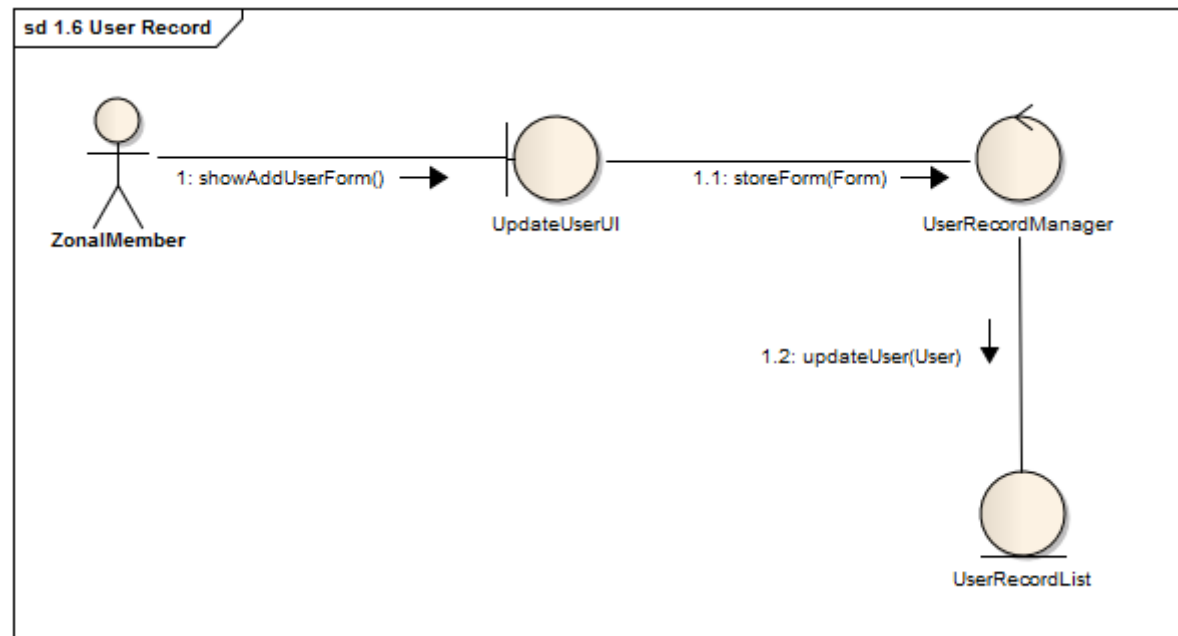 sd 1.6 User Record
1: showAddUserForm()
1.1: storeForm(Form)
ZonalMember
UpdateUserUI
UserRecordManager
1.2: updateUser(User)
UserRecordList